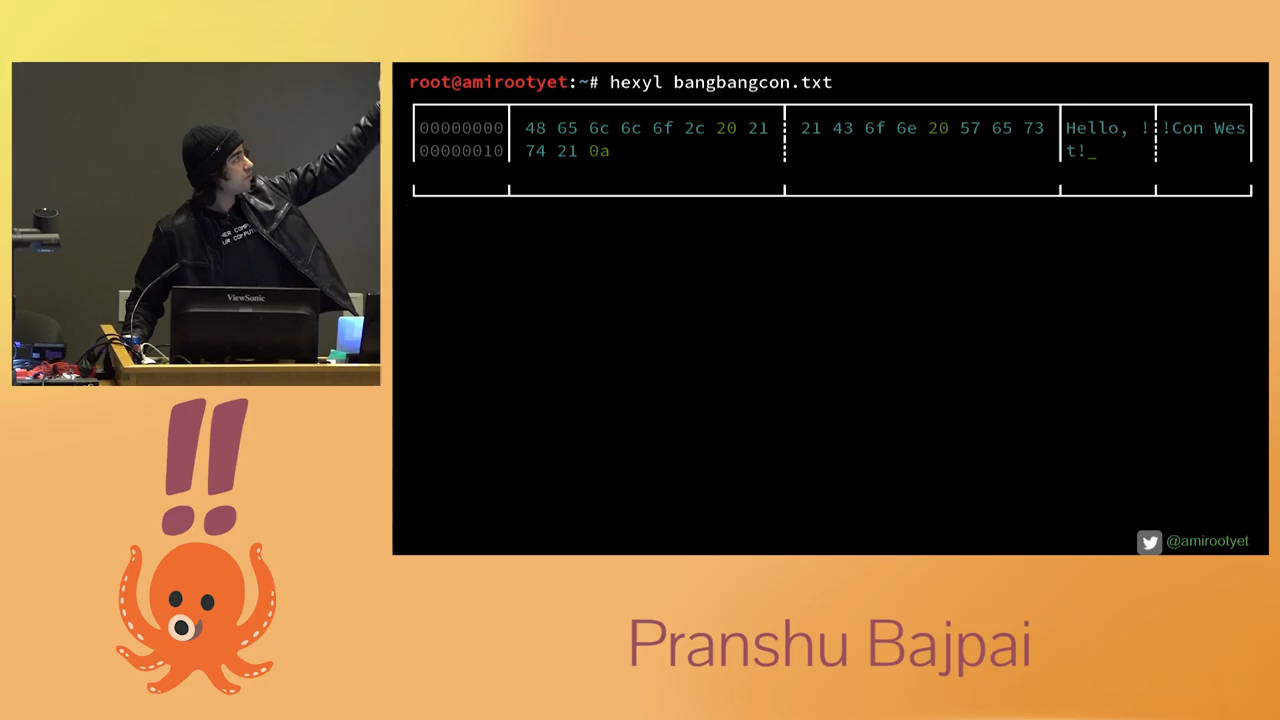 root@amirootyet:~# hexyl bangbangcon.txt
00000000 48 65 6c 6c 6f 2c 20 21 21 43 6f 6e 20 57 65 73 Hello, ! !Con Wes
00000010 74 21 0a t!_
ViewSonic
@amirootyet
!!
Pranshu Bajpai